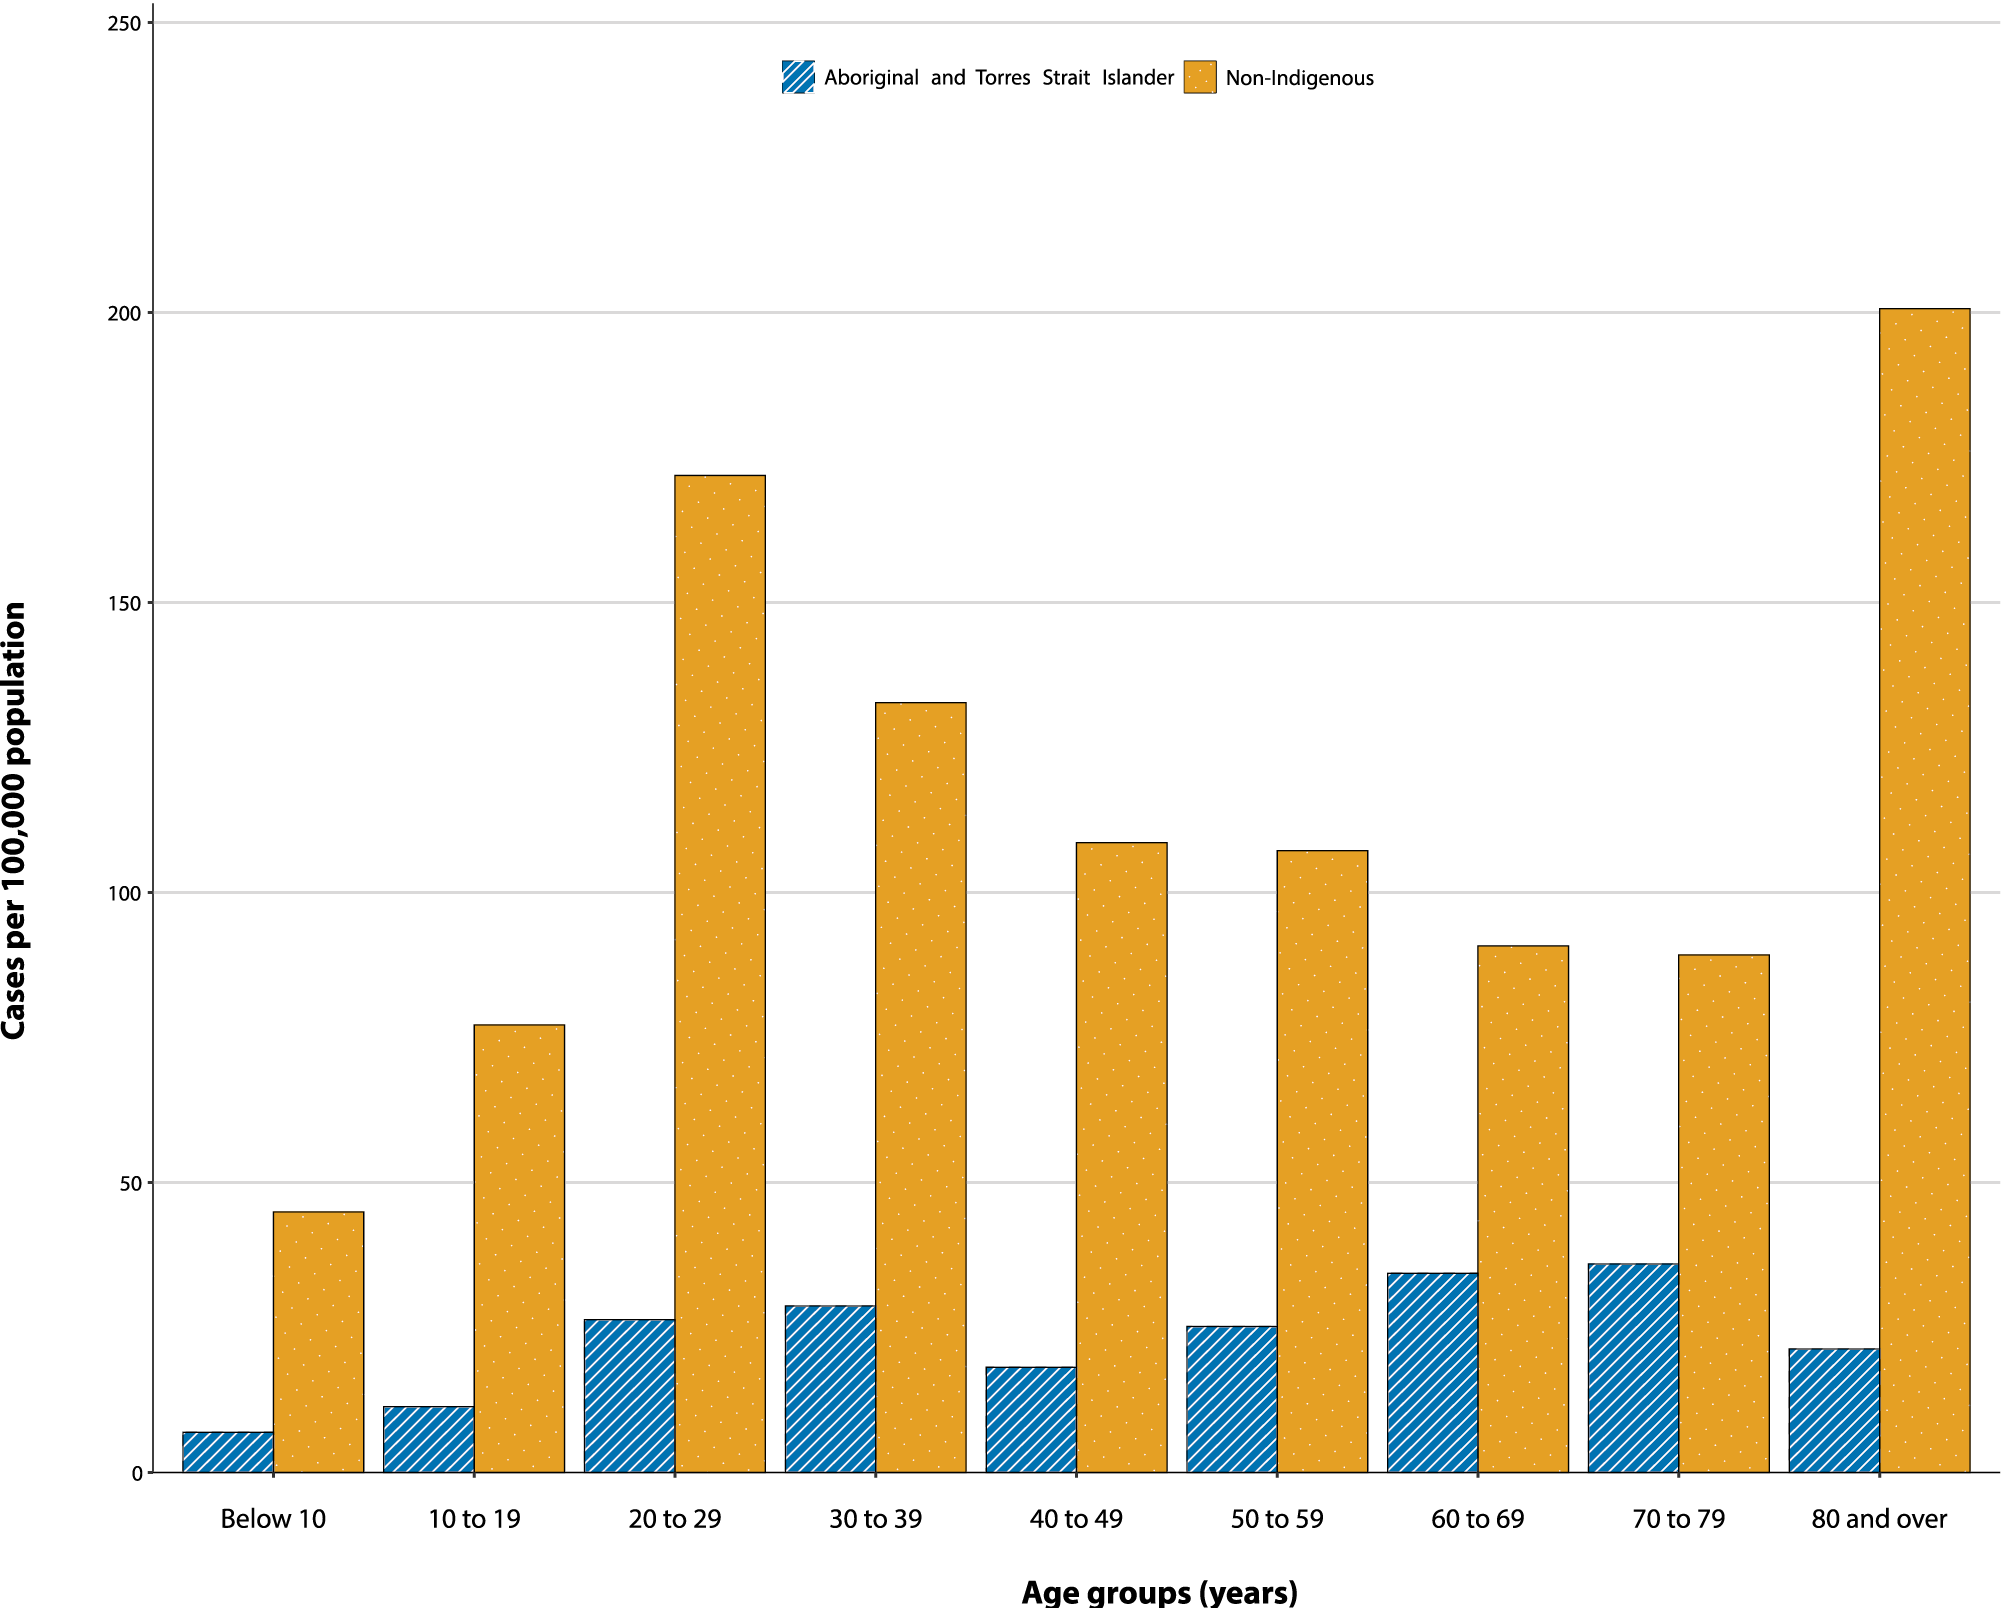 250
Aboriginal and Torres Strait Islander Non-Indigenous
200
150
100
50
0
Cases per 100,000 population
Below 10 10 to 19 20 to 29 30 to 39 40 to 49 50 to 59 60 to 69 70 to 79 80 and over
Age groups (years)